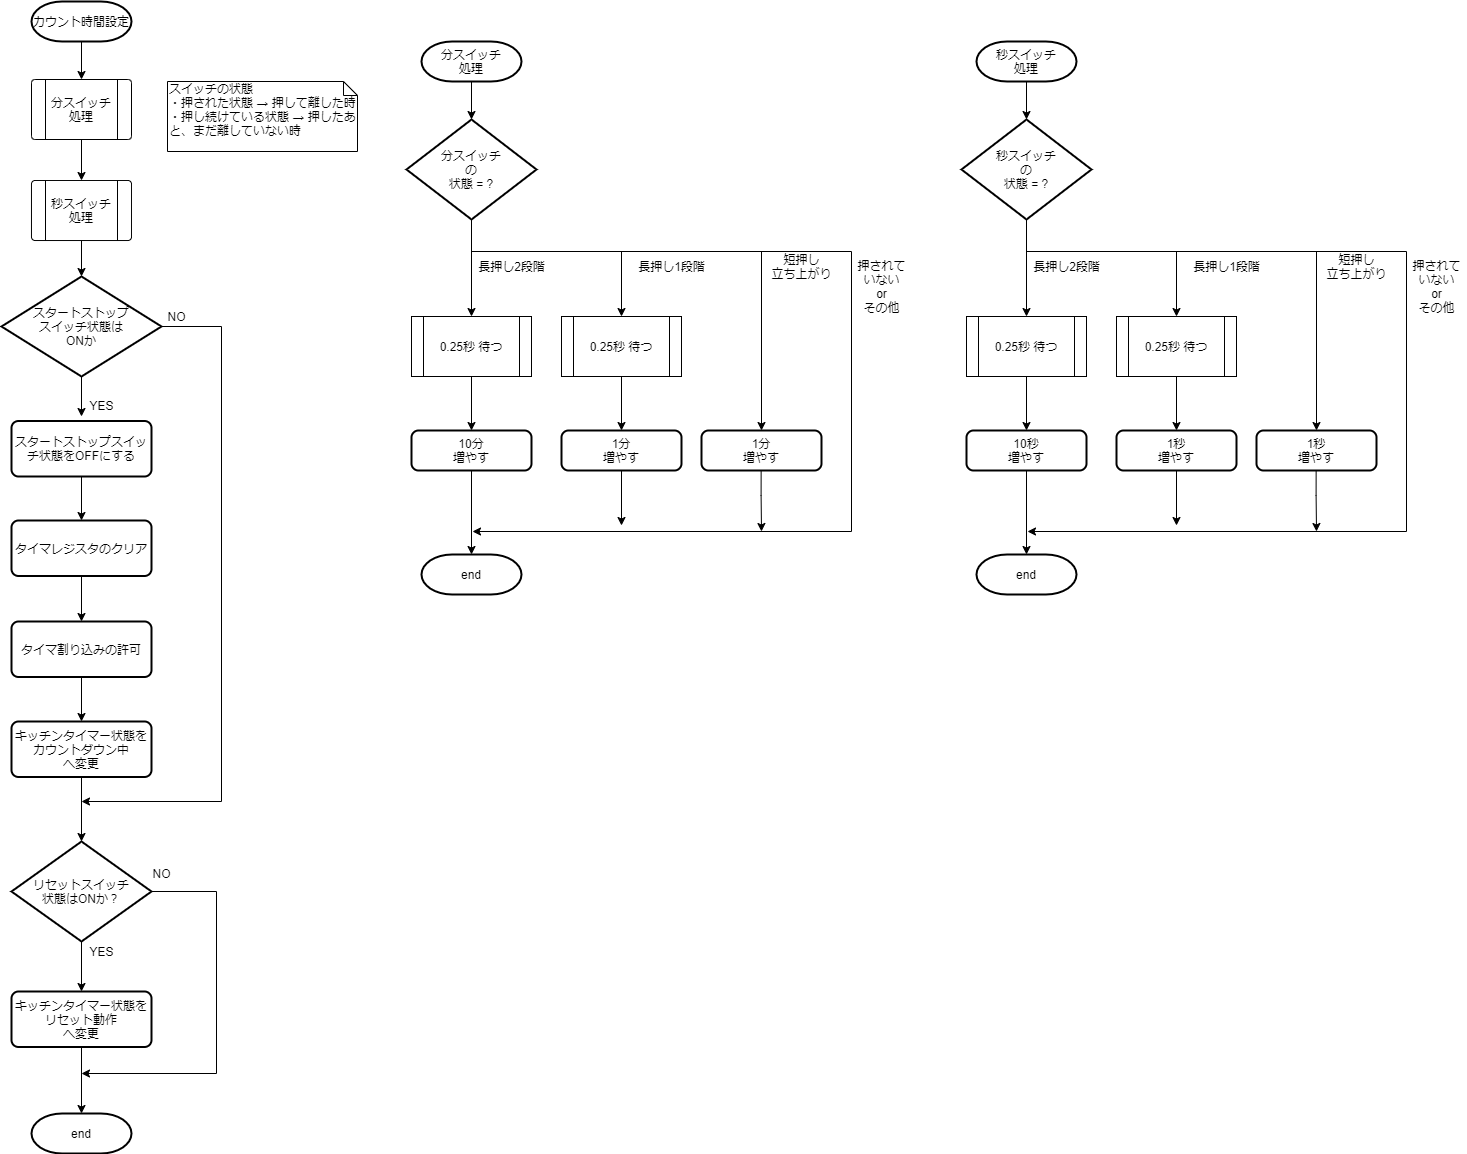 カウント時間設定
分スイッチ
処理
秒スイッチ
処理
スタートストップ
スイッチ状態は
ONか
NO
YES
スタートストップスイッ
チ状態をOFFにする
タイマレジスタのクリア
タイマ割り込みの許可
キッチンタイマー状態を
カウントダウン中
へ変更
リセットスイッチ
状態はONか？
NO
YES
キッチンタイマー状態を
リセット動作
へ変更
end
スイッチの状態
・押された状態 → 押して離した時
・押し続けている状態 → 押したあ
と、まだ離していない時
分スイッチ
処理
分スイッチ
の
状態 = ?
長押し2段階
長押し1段階
短押し
立ち上がり
押されて
いない
or
その他
0.25秒 待つ
0.25秒 待つ
10分
増やす
1分
増やす
1分
増やす
end
秒スイッチ
処理
秒スイッチ
の
状態 = ?
長押し2段階
長押し1段階
短押し
立ち上がり
押されて
いない
or
その他
0.25秒 待つ
0.25秒 待つ
10秒
増やす
1秒
増やす
1秒
増やす
end